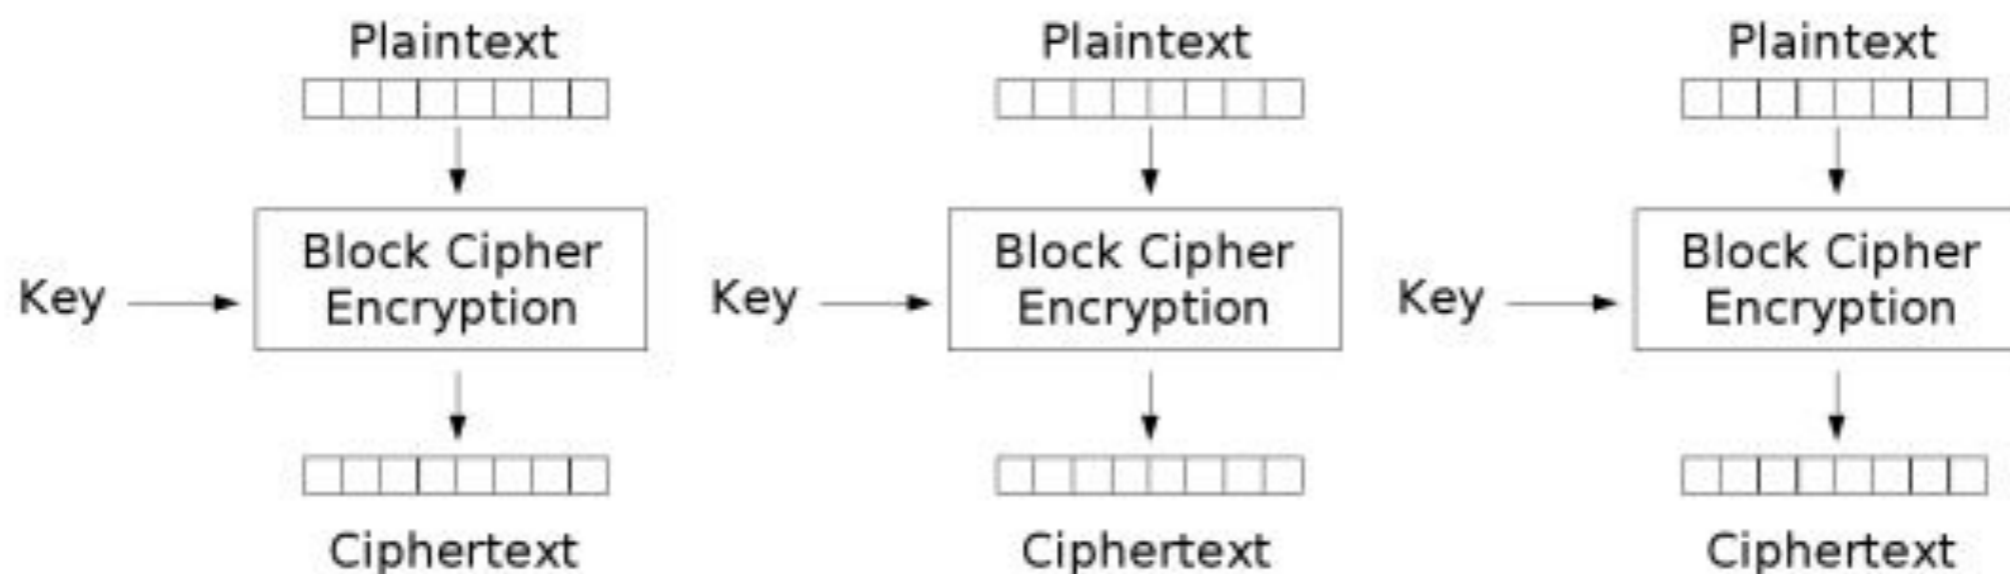 Plaintext
Plaintext
Plaintext
Block Cipher
Encryption
Block Cipher
Encryption
Block Cipher
Encryption
Key
Key
Key
Ciphertext
Ciphertext
Ciphertext